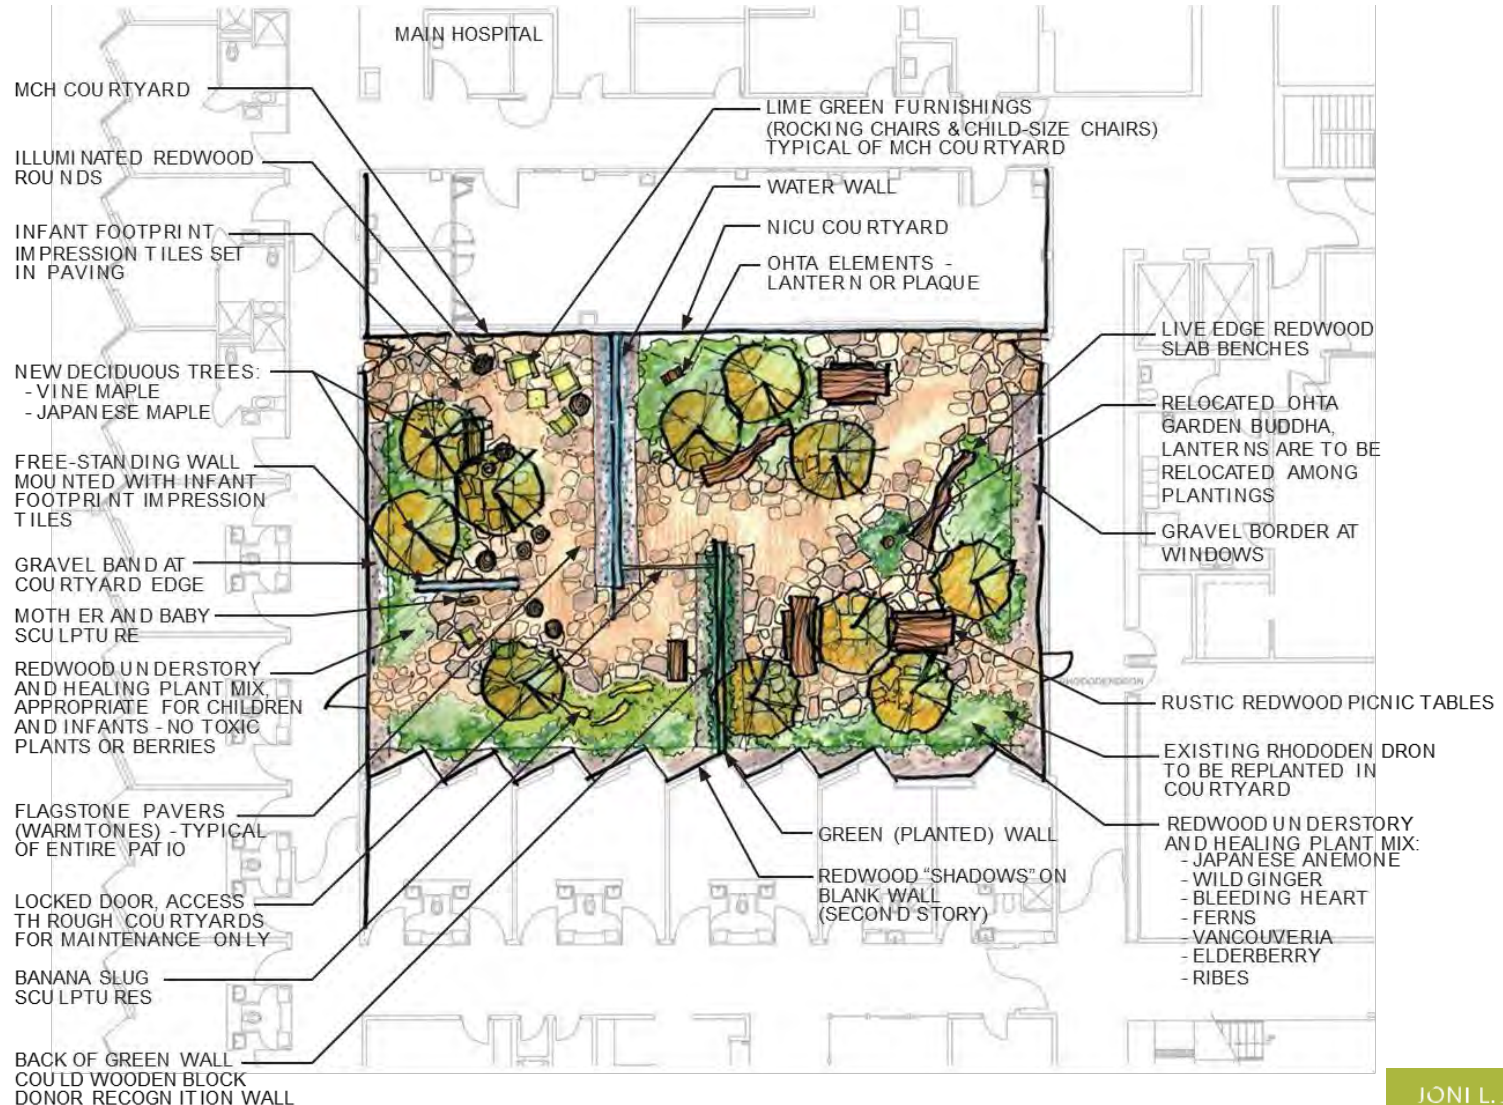 MAIN HOSPITAL
MCH COURTYARD
ILLUMINATED REDWOOD
ROUNDS
INFANT FOOTPRINT
IMPRESSION TILES SET
IN PAVING
NEW DECIDUOUS TREES:
- VINE MAPLE
- JAPANESE MAPLE
FREE-STANDING WALL
MOUNTED WITH INFANT
FOOTPRINT IMPRESSION
TILES
GRAVEL BAND AT
COURTYARD EDGE
MOTHER AND BABY
SCULPTURE
REDWOOD UNDERSTORY
AND HEALING PLANT MIX,
APPROPRIATE FOR CHILDREN
AND INFANTS - NO TOXIC
PLANTS OR BERRIES
FLAGSTONE PAVERS
(WARM TONES) - TYPICAL
OF ENTIRE PATIO
LOCKED DOOR, ACCESS
THROUGH COURTYARDS
FOR MAINTENANCE ONLY
BANANA SLUG
SCULPTURES
BACK OF GREEN WALL
COULD WOODEN BLOCK
DONOR RECOGNITION WALL
LIME GREEN FURNISHINGS
(ROCKING CHAIRS & CHILD-SIZE CHAIRS)
TYPICAL OF MCH COURTYARD
WATER WALL
NICU COURTYARD
OHTA ELEMENTS -
LANTERN OR PLAQUE
LIVE EDGE REDWOOD
SLAB BENCHES
RELOCATED OHTA
GARDEN BUDDHA,
LANTERNS ARE TO BE
RELOCATED AMONG
PLANTINGS
GRAVEL BORDER AT
WINDOWS
RHODODENDRON
RUSTIC REDWOOD PICNIC TABLES
EXISTING RHODODENDRON
TO BE REPLANTED IN
COURTYARD
REDWOOD UNDERSTORY
AND HEALING PLANT MIX:
- JAPANESE ANEMONE
- WILD GINGER
- BLEEDING HEART
- FERNS
- VANCOUVERIA
- ELDERBERRY
- RIBES
GREEN (PLANTED) WALL
REDWOOD “SHADOWS” ON
BLANK WALL
(SECOND STORY)
JONI L.